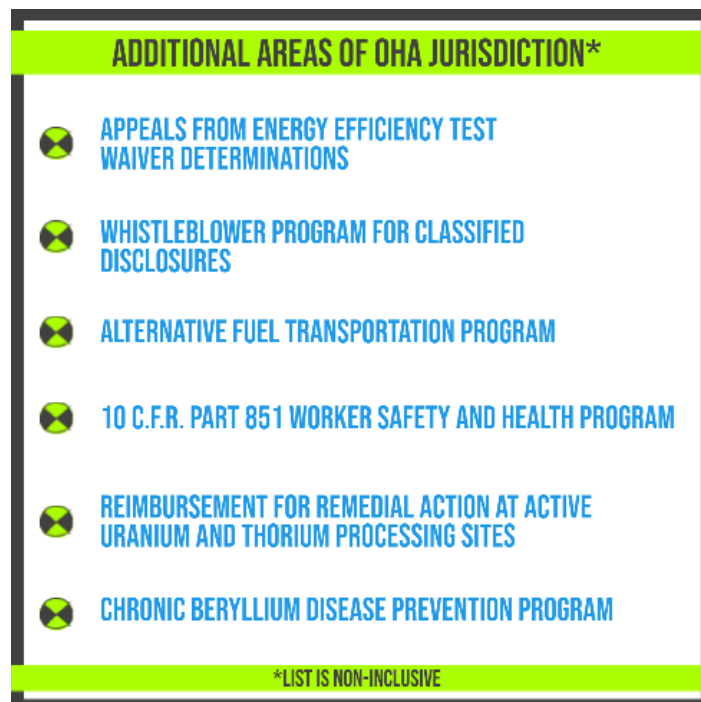 ADDITIONAL AREAS OF OHA JURISDICTION*
APPEALS FROM ENERGY EFFICIENCY TEST
WAIVER DETERMINATIONS
WHISTLEBLOWER PROGRAM FOR CLASSIFIED
DISCLOSURES
ALTERNATIVE FUEL TRANSPORTATION PROGRAM
10 C.F.R. PART 851 WORKER SAFETY AND HEALTH PROGRAM
REIMBURSEMENT FOR REMEDIAL ACTION AT ACTIVE
URANIUM AND THORIUM PROCESSING SITES
CHRONIC BERYLLIUM DISEASE PREVENTION PROGRAM
*LIST IS NON-INCLUSIVE